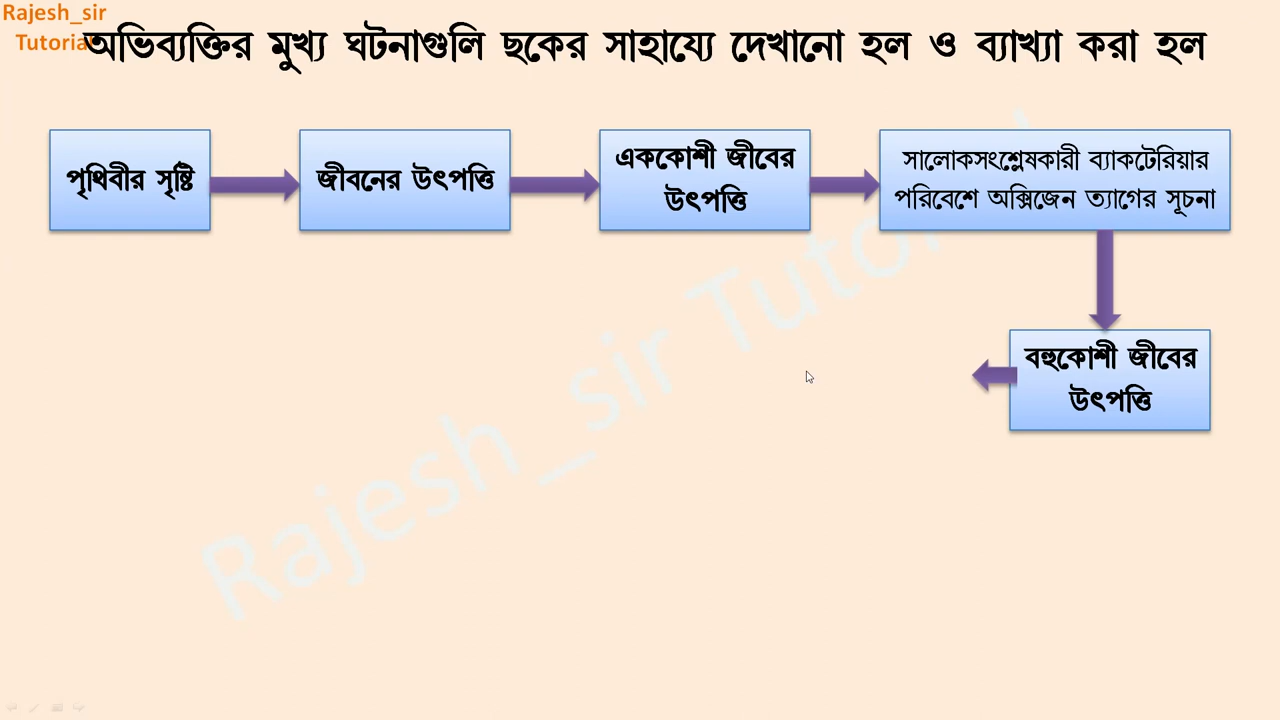 Rajesh_sir
Tutorial
অভিব্যক্তির মুখ্য ঘটনাগুলি ছকের সাহায্যে দেখানো হল ও ব্যাখ্যা করা হল
পৃথিবীর সৃষ্টি
জীবনের উৎপত্তি
এককোশী জীবের
উৎপত্তি
সালোকসংশ্লেষকারী ব্যাকটেরিয়ার
পরিবেশে অক্সিজেন ত্যাগের সূচনা
বহুকোশী জীবের
উৎপত্তি
Rajesh_sir Tutorial